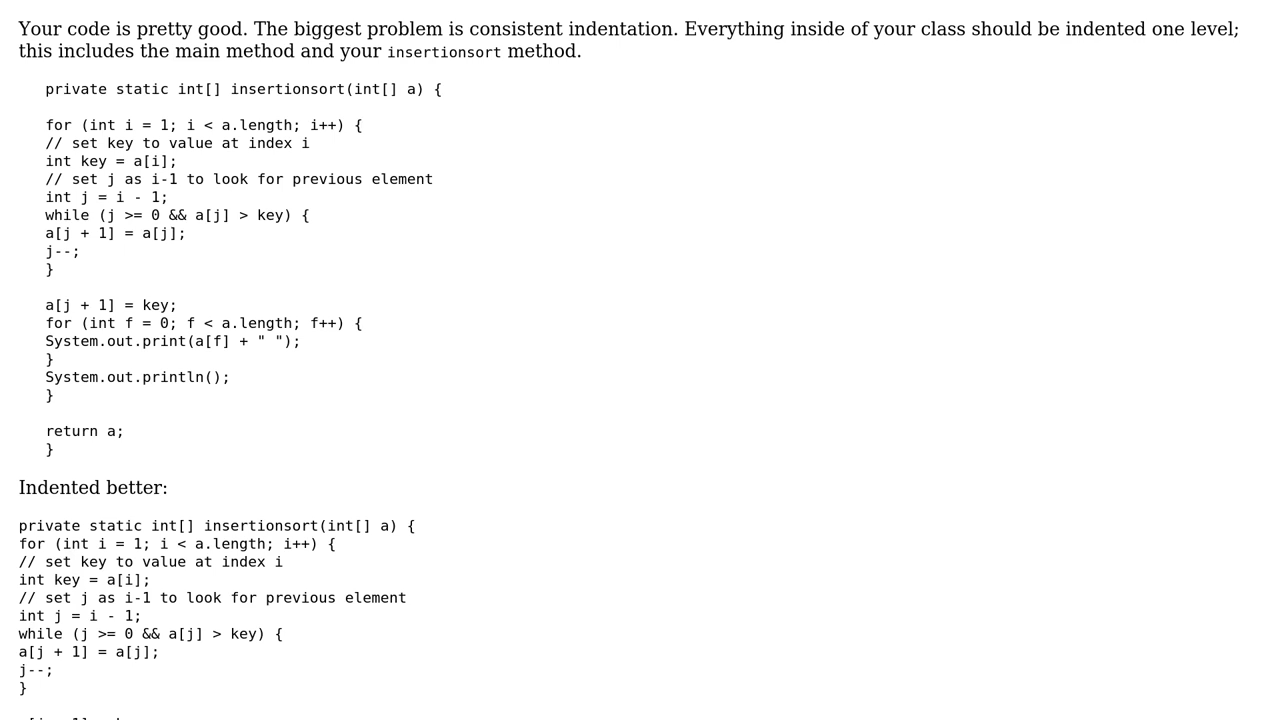 Your code is pretty good. The biggest problem is consistent indentation. Everything inside of your class should be indented one level;
this includes the main method and your insertionsort method.
private static int[] insertionsort(int[] a) {
for (int i = 1; i < a.length; i++) {
// set key to value at index i
int key = a[i];
// set j as i-1 to look for previous element
int j = i - 1;
while (j >= 0 && a[j] > key) {
a[j + 1] = a[j];
j--;
}
a[j + 1] = key;
for (int f = 0; f < a.length; f++) {
System.out.print(a[f] + " ");
}
System.out.println();
}
return a;
}
Indented better:
private static int[] insertionsort(int[] a) {
for (int i = 1; i < a.length; i++) {
// set key to value at index i
int key = a[i];
// set j as i-1 to look for previous element
int j = i - 1;
while (j >= 0 && a[j] > key) {
a[j + 1] = a[j];
j--;
}